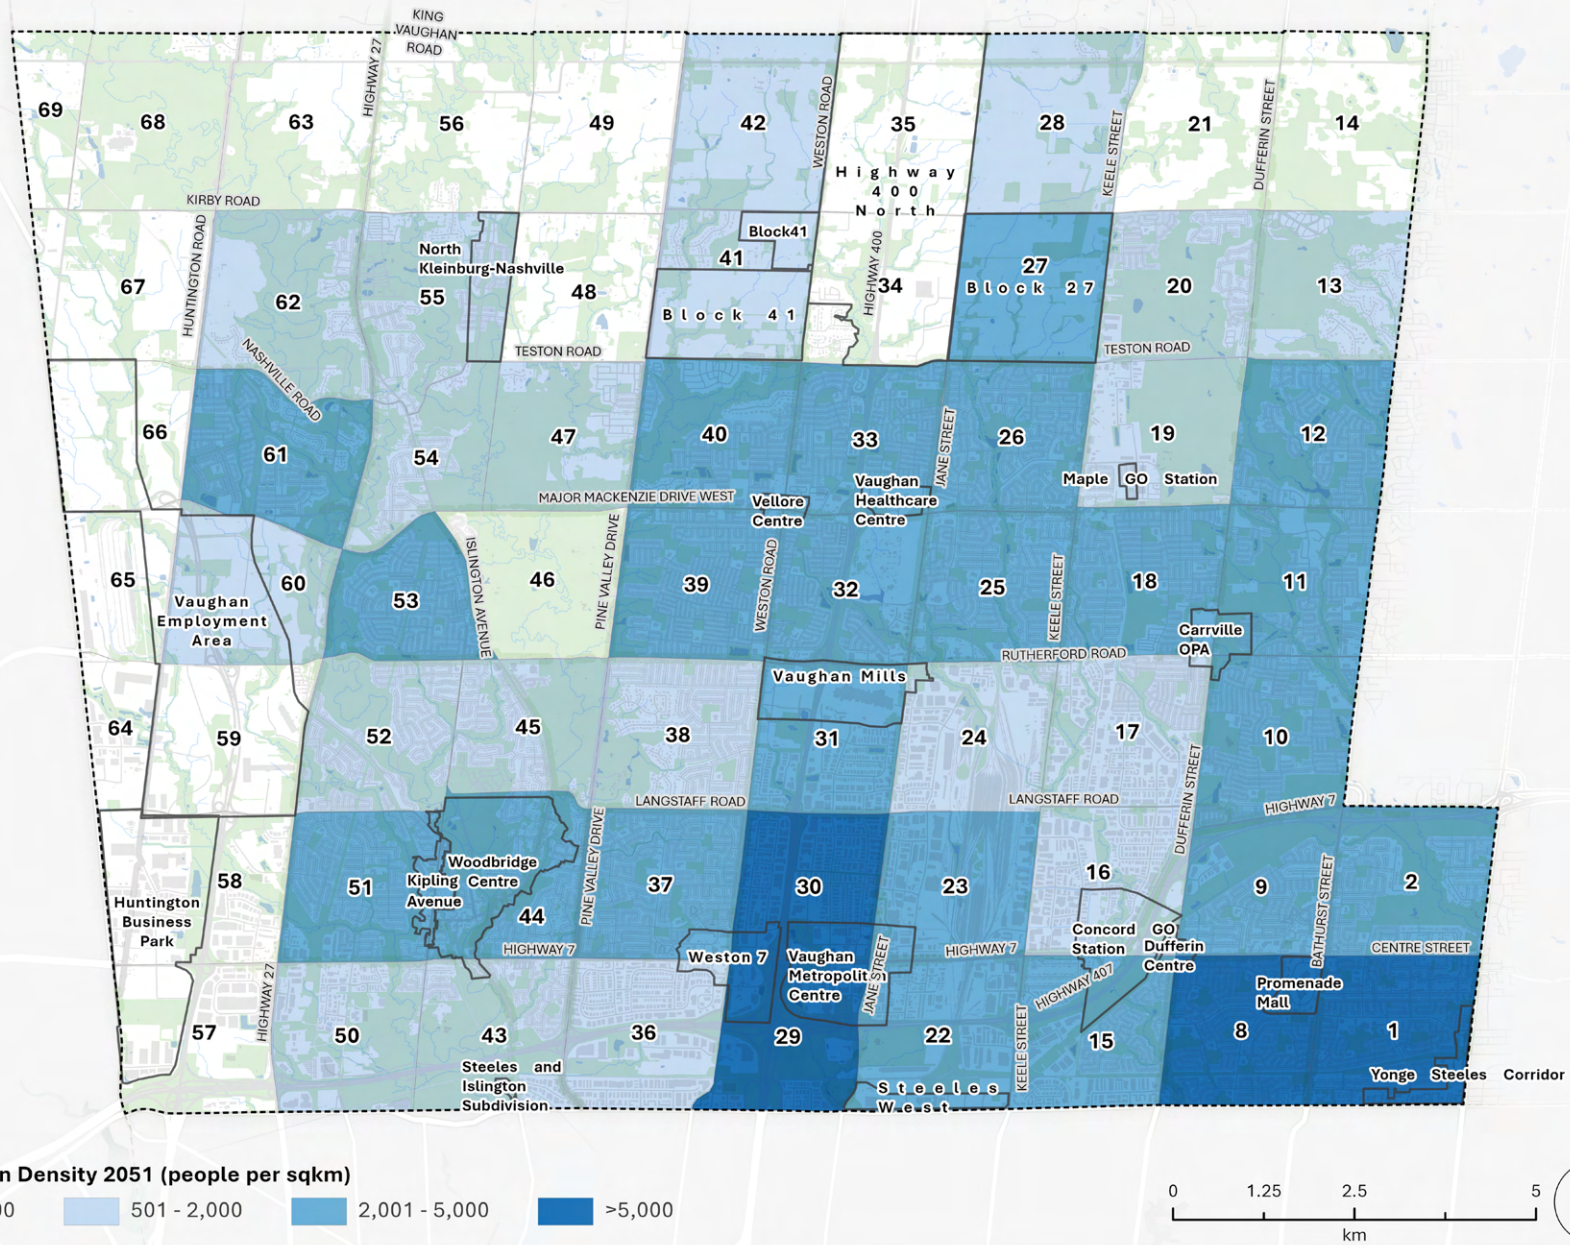 KING
VAUGHAN
ROAD
HIGHWAY 27
69
68
63
56
49
42
WESTON ROAD
35
28
KEELE STREET
21
DUFFERIN STREET
14
Highway
400
North
KIRBY ROAD
HUNTINGTON ROAD
67
62
North
Kleinburg-Nashville
55
48
Block41
41
Block 41
HIGHWAY 400
34
27
Block 27
20
13
NASHVILLE ROAD
TESTON ROAD
TESTON ROAD
66
61
54
47
40
33
JANE STREET
26
19
12
Maple GO Station
MAJOR MACKENZIE DRIVE WEST
Vellore
Centre
Vaughan
Healthcare
Centre
65
60
Vaughan
Employment
Area
53
ISLINGTON AVENUE
46
PINE VALLEY DRIVE
39
WESTON ROAD
32
25
KEELE STREET
18
11
Carrville
OPA
RUTHERFORD ROAD
Vaughan Mills
64
59
52
45
38
31
24
17
DUFFERIN STREET
10
LANGSTAFF ROAD
LANGSTAFF ROAD
HIGHWAY 7
58
51
Woodbridge
Centre
Kipling
Avenue
44
PINE VALLEY DRIVE
37
30
23
16
9
BATHURST STREET
2
Huntington
Business
Park
HIGHWAY 7
Weston 7
Vaughan
Metropolitn
Centre
JANE STREET
HIGHWAY 7
Concord GO
Station
Dufferin
Centre
CENTRE STREET
HIGHWAY 407
Promenade
Mall
57
HIGHWAY 27
50
43
36
29
22
KEELE STREET
15
8
1
Steeles and
Islington
Subdivision
Steeles
West
Yonge Steeles Corridor
n Density 2051 (people per sqkm)
00
501 - 2,000
2,001 - 5,000
>5,000
0 1.25 2.5 5
km